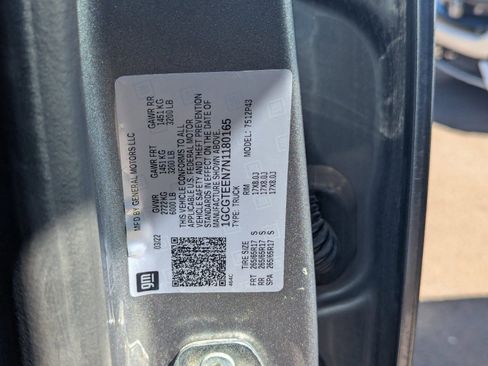 MFD BY GENERAL MOTORS LLC
03/22
GVWR
2722 KG
6000 LB
GAWR FRT
1451 KG
3200 LB
GAWR RR
1451 KG
3200 LB
THIS VEHICLE CONFORMS TO ALL
APPLICABLE U.S. FEDERAL MOTOR
VEHICLE SAFETY AND THEFT PREVENTION
STANDARDS IN EFFECT ON THE DATE OF
MANUFACTURE SHOWN ABOVE.
1GCGTEEN7N1180165
TYPE: TRUCK
MODEL: 7512P43
TIRE SIZE
RIM
FRT 265/65R17 S 17X8.0J
RR 265/65R17 S 17X8.0J
SPA 265/65R17 S 17X8.0J
gm
464C